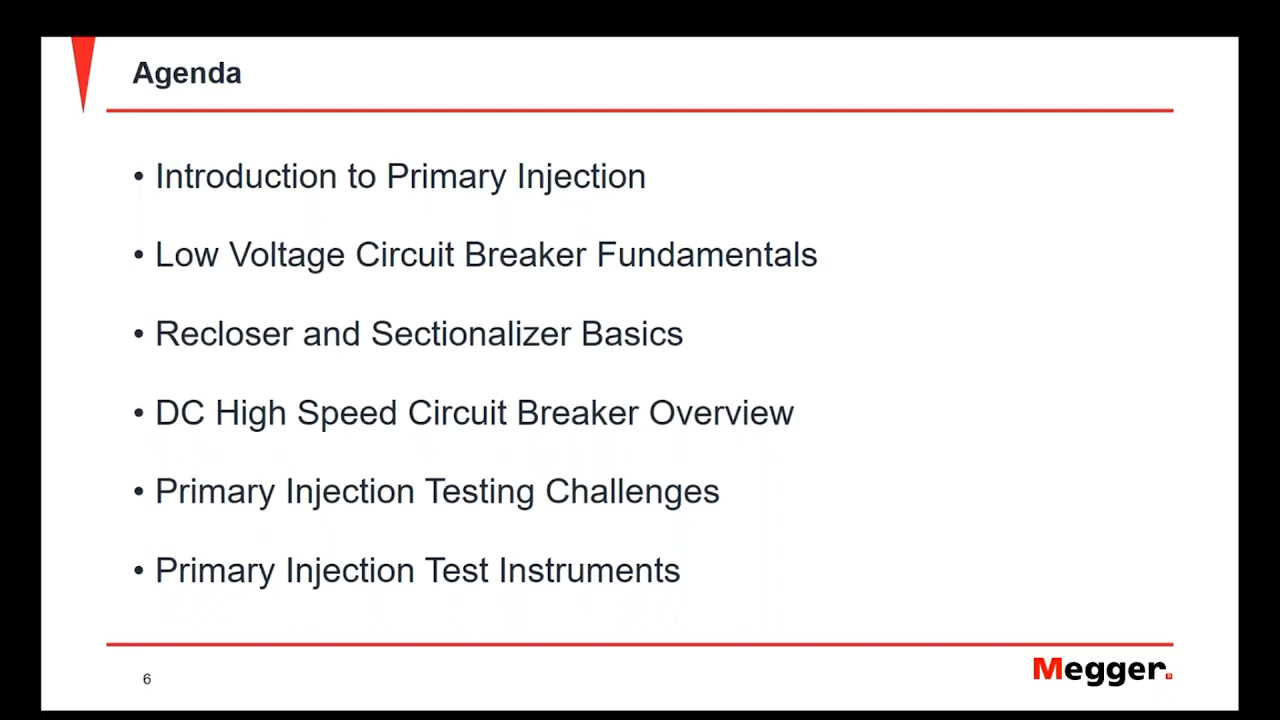 Agenda
• Introduction to Primary Injection
• Low Voltage Circuit Breaker Fundamentals
• Recloser and Sectionalizer Basics
• DC High Speed Circuit Breaker Overview
• Primary Injection Testing Challenges
• Primary Injection Test Instruments
6
Megger